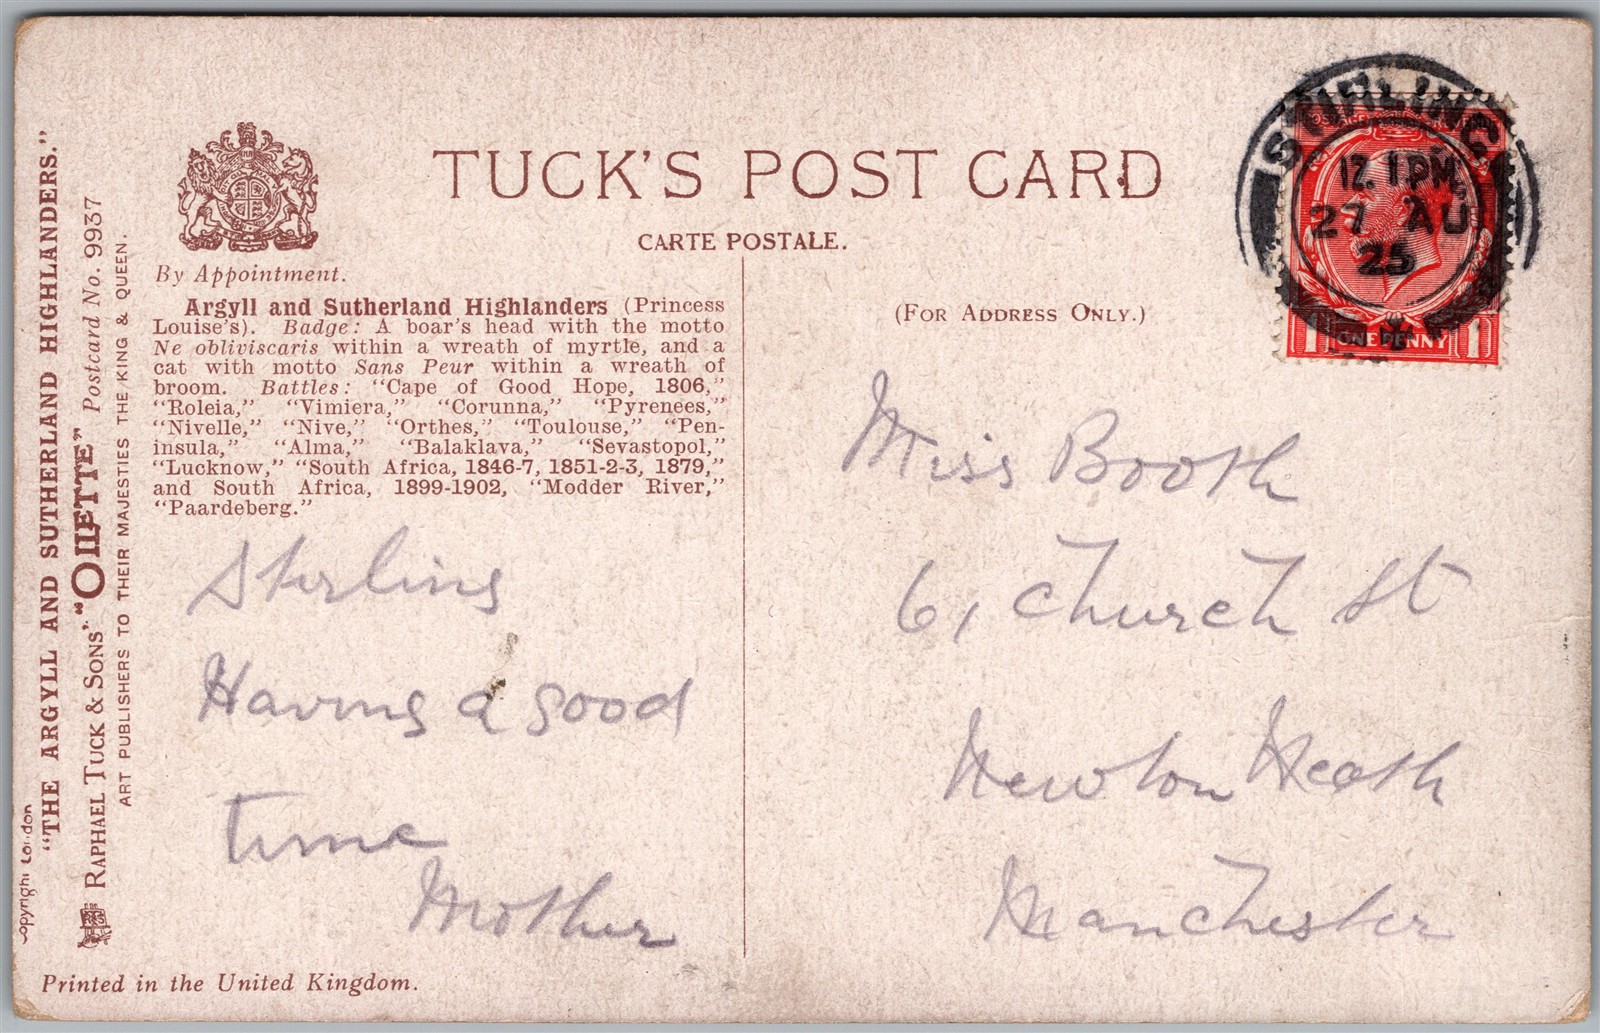 TUCK'S POST CARD
CARTE POSTALE.
By Appointment.
Argyll and Sutherland Highlanders (Princess
Louise's). Badge: A boar's head with the motto
Ne obliviscaris within a wreath of myrtle, and a
cat with motto Sans Peur within a wreath of
broom. Battles: "Cape of Good Hope, 1806,"
"Roleia," "Vimiera," "Corunna," "Pyrenees,"
"Nivelle," "Nive," "Orthes," "Toulouse," "Pen-
insula," "Alma," "Balaklava," "Sevastopol,"
"Lucknow," "South Africa, 1846-7, 1851-2-3, 1879,"
and South Africa, 1899-1902, "Modder River,"
"Paardeberg."
Stirling
Having a good
time
Mother
(FOR ADDRESS ONLY.)
Miss Booth
6, Church St
Newton Heath
Manchester
STIRLING
12. 1 PM
27 AU
25
1 ONE PENNY 1
"THE ARGYLL AND SUTHERLAND HIGHLANDERS."
RAPHAEL TUCK & SONS' "OILETTE" Postcard No. 9937
ART PUBLISHERS TO THEIR MAJESTIES THE KING & QUEEN.
Copyright London
Printed in the United Kingdom.